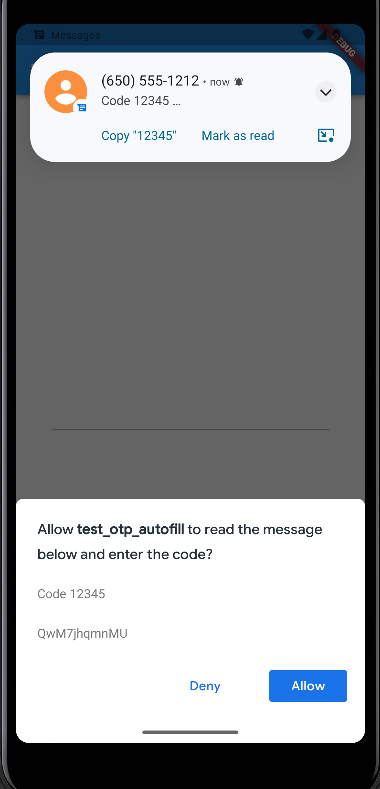 Messages
DEBUG
(650) 555-1212 • now
Code 12345 ...
Copy "12345" Mark as read
Allow test_otp_autofill to read the message
below and enter the code?
Code 12345
QwM7jhqmnMU
Deny Allow